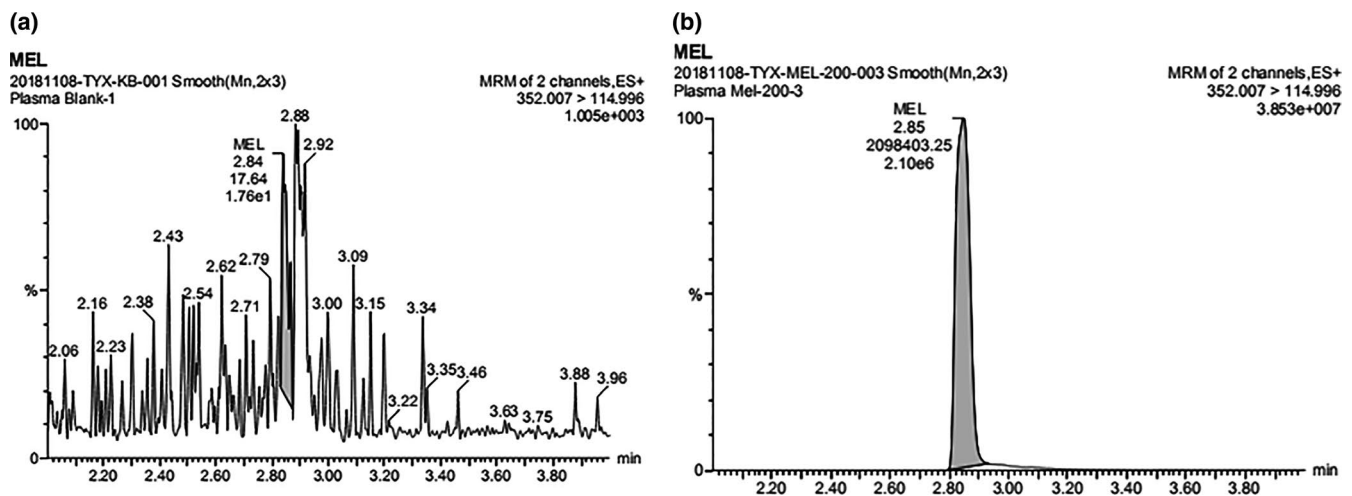 (a)
MEL
20181108-TYX-KB-001 Smooth(Mn,2x3)
Plasma Blank-1
MRM of 2 channels,ES+
352.007 > 114.996
1.005e+003
100
%
0
MEL
2.84
17.64
1.76e1
2.88
2.92
2.06
2.16
2.23
2.38
2.43
2.54
2.62
2.71
2.79
3.00
3.09
3.15
3.22
3.34
3.35
3.46
3.63
3.75
3.88
3.96
2.20 2.40 2.60 2.80 3.00 3.20 3.40 3.60 3.80 min
(b)
MEL
20181108-TYX-MEL-200-003 Smooth(Mn,2x3)
Plasma Mel-200-3
MRM of 2 channels,ES+
352.007 > 114.996
3.853e+007
100
%
0
MEL
2.85
2098403.25
2.10e6
2.20 2.40 2.60 2.80 3.00 3.20 3.40 3.60 3.80 min